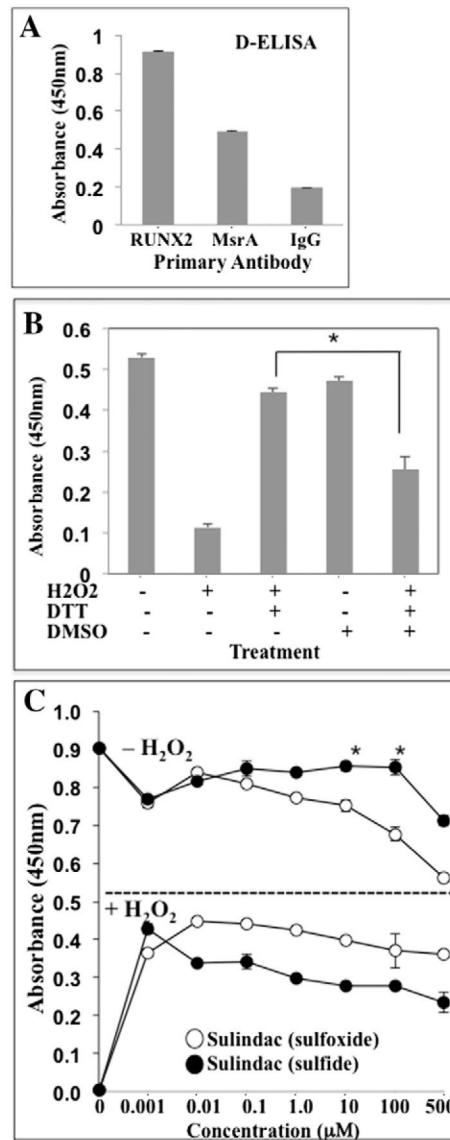 A
D-ELISA
Absorbance (450nm)
1
0.8
0.6
0.4
0.2
0
RUNX2 MsrA IgG
Primary Antibody
B
Absorbance (450nm)
0.6
0.5
0.4
0.3
0.2
0.1
0
*
H2O2 - + + - +
DTT - - + - +
DMSO - - - + +
Treatment
C
Absorbance (450nm)
1.0
0.9
0.8
0.7
0.6
0.5
0.4
0.3
0.2
0.1
0.0
– H₂O₂
* *
+ H₂O₂
Sulindac (sulfoxide)
Sulindac (sulfide)
0 0.001 0.01 0.1 1.0 10 100 500
Concentration (µM)